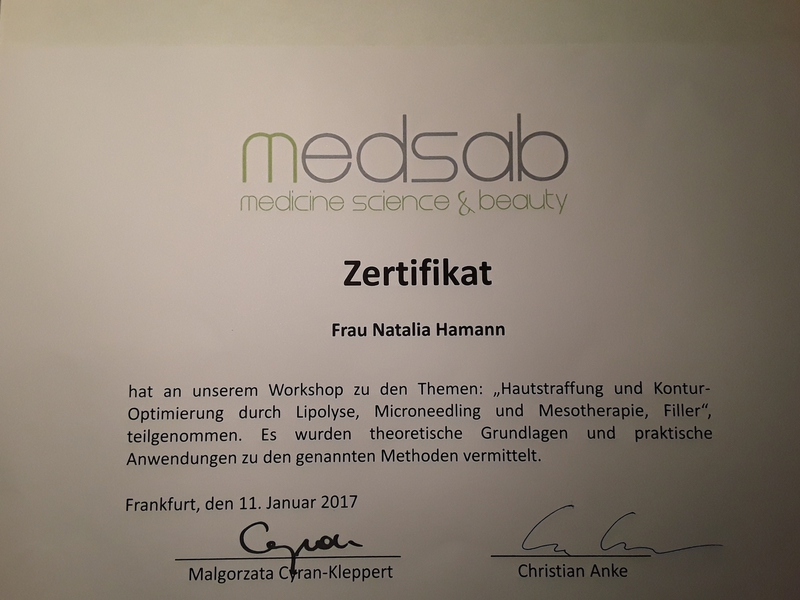 medsab
medicine science & beauty
Zertifikat
Frau Natalia Hamann
hat an unserem Workshop zu den Themen: „Hautstraffung und Kontur-
Optimierung durch Lipolyse, Microneedling und Mesotherapie, Filler“,
teilgenommen. Es wurden theoretische Grundlagen und praktische
Anwendungen zu den genannten Methoden vermittelt.
Frankfurt, den 11. Januar 2017
Malgorzata Cyran-Kleppert
Christian Anke